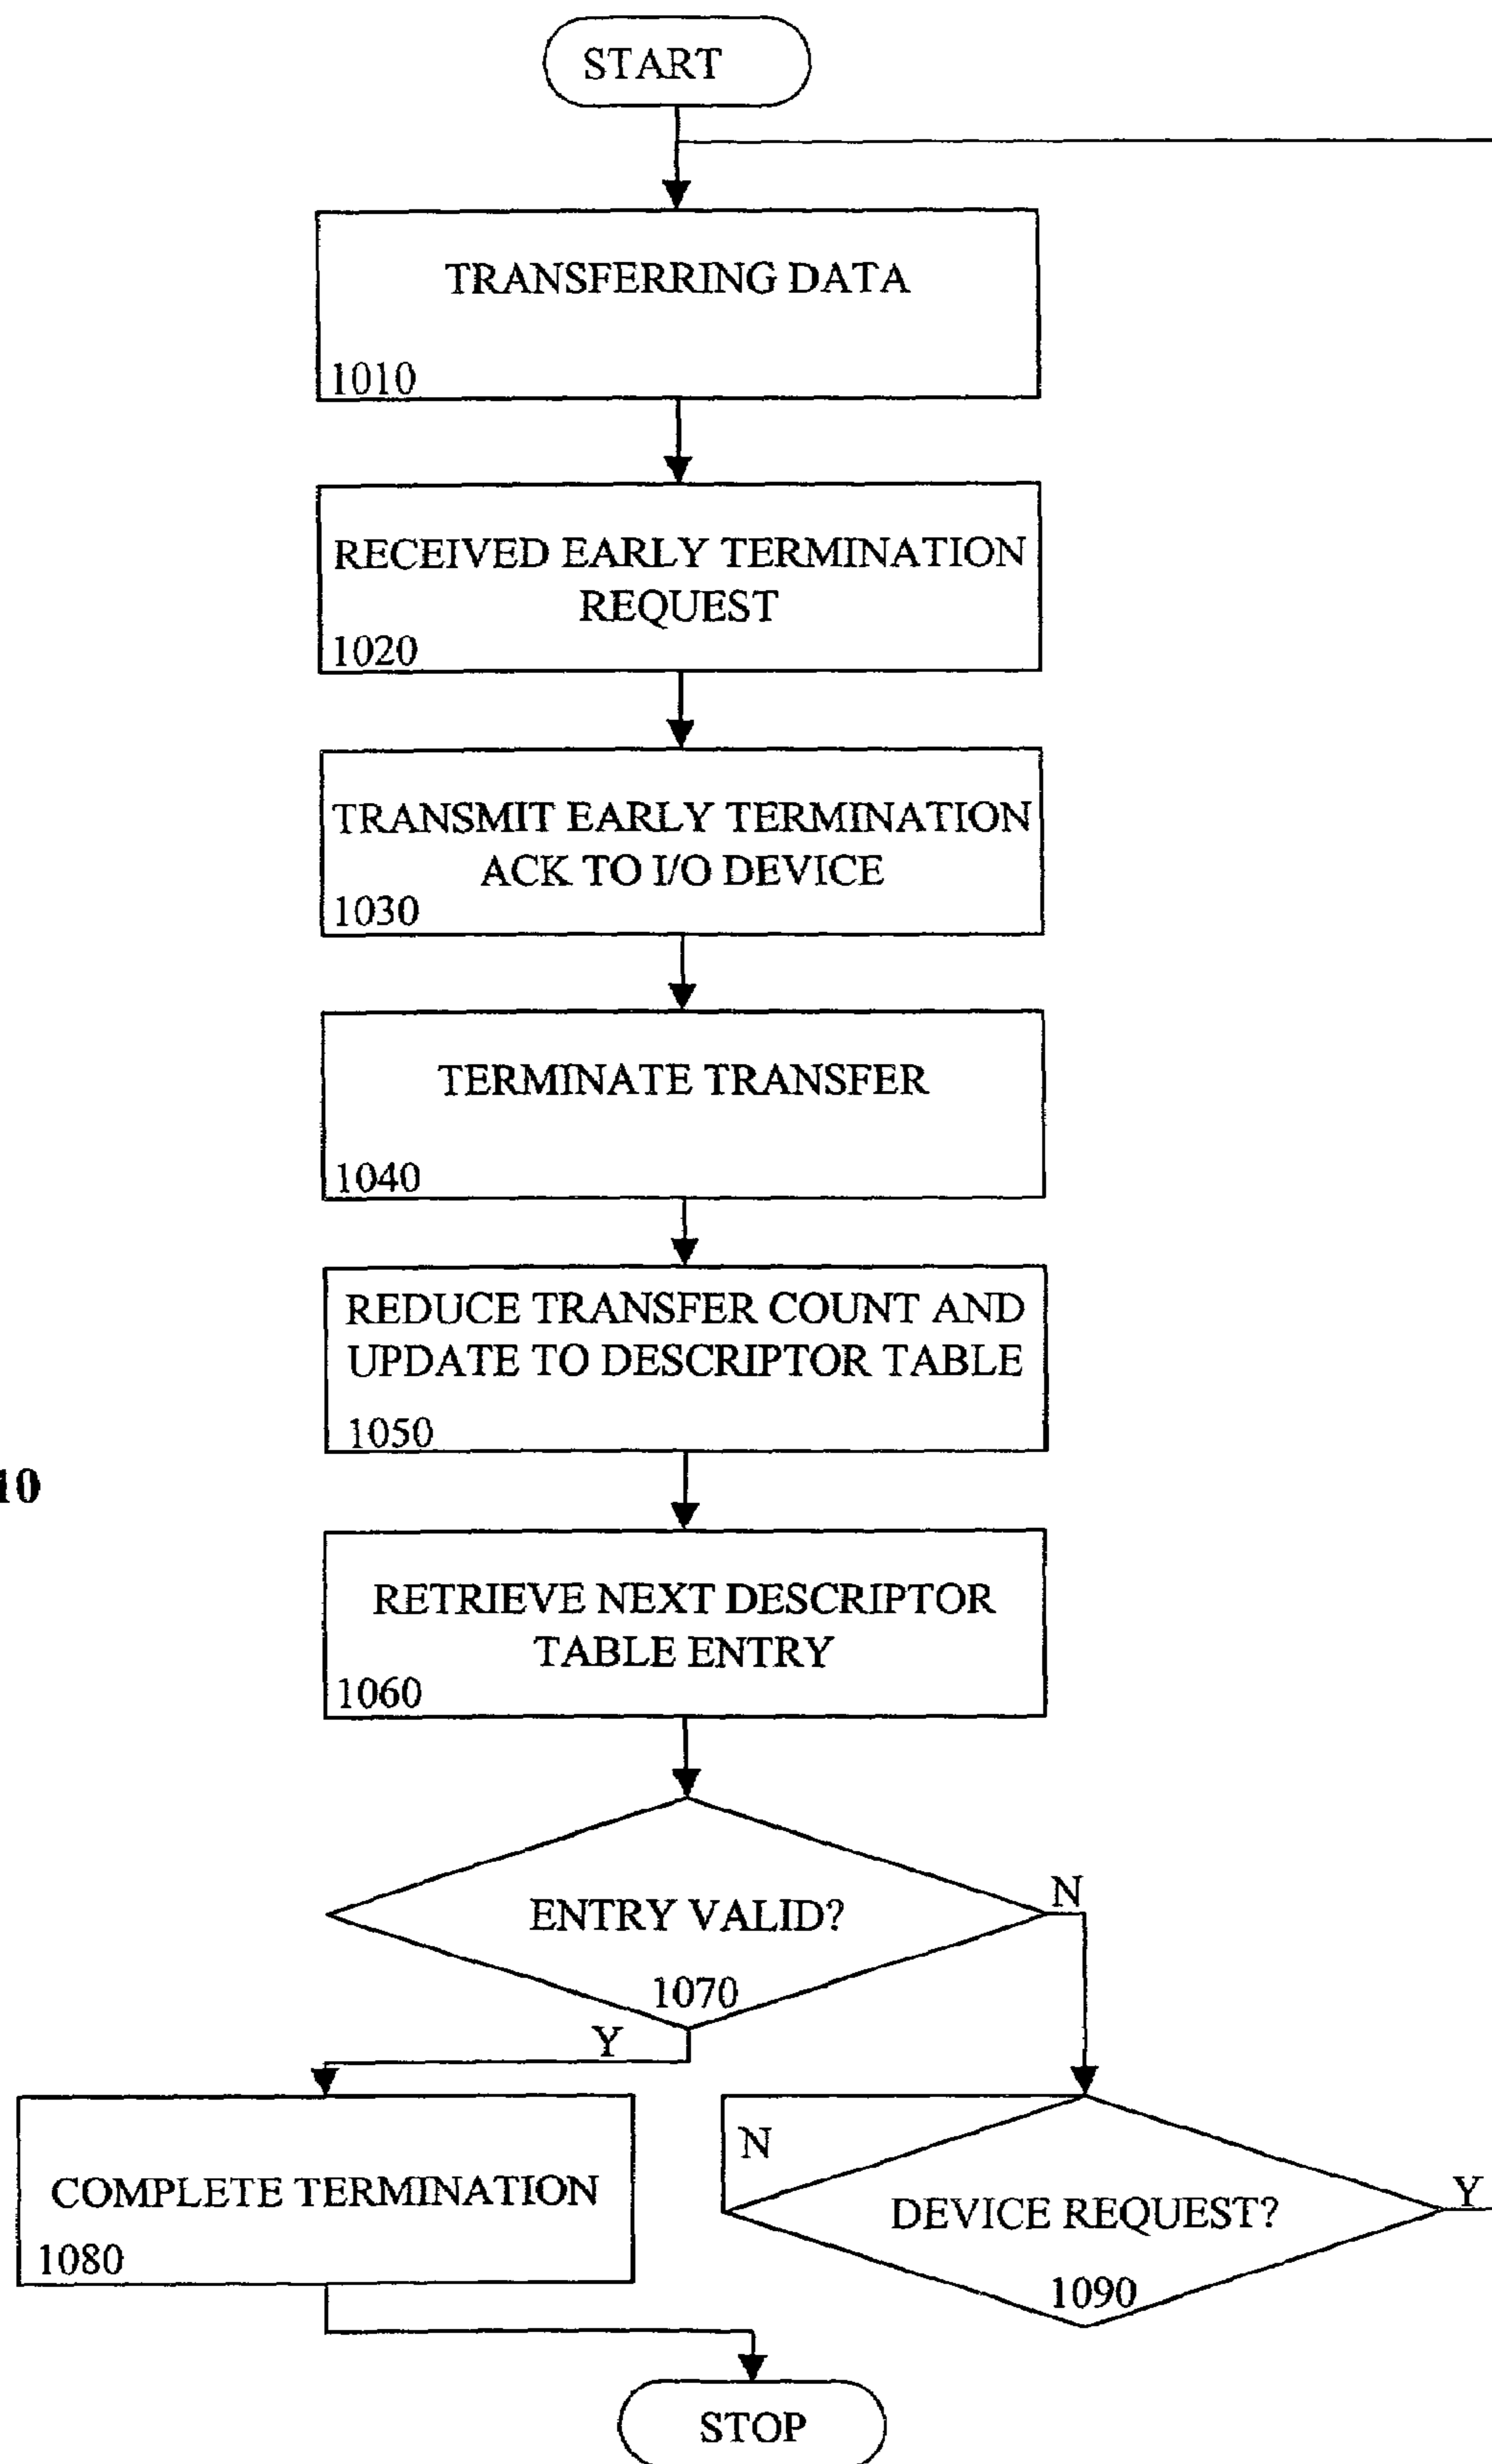 START
TRANSFERRING DATA
1010
RECEIVED EARLY TERMINATION
REQUEST
1020
TRANSMIT EARLY TERMINATION
ACK TO I/O DEVICE
1030
TERMINATE TRANSFER
1040
REDUCE TRANSFER COUNT AND
UPDATE TO DESCRIPTOR TABLE
1050
10
RETRIEVE NEXT DESCRIPTOR
TABLE ENTRY
1060
ENTRY VALID?
1070
N
Y
COMPLETE TERMINATION
1080
N
DEVICE REQUEST?
1090
Y
STOP